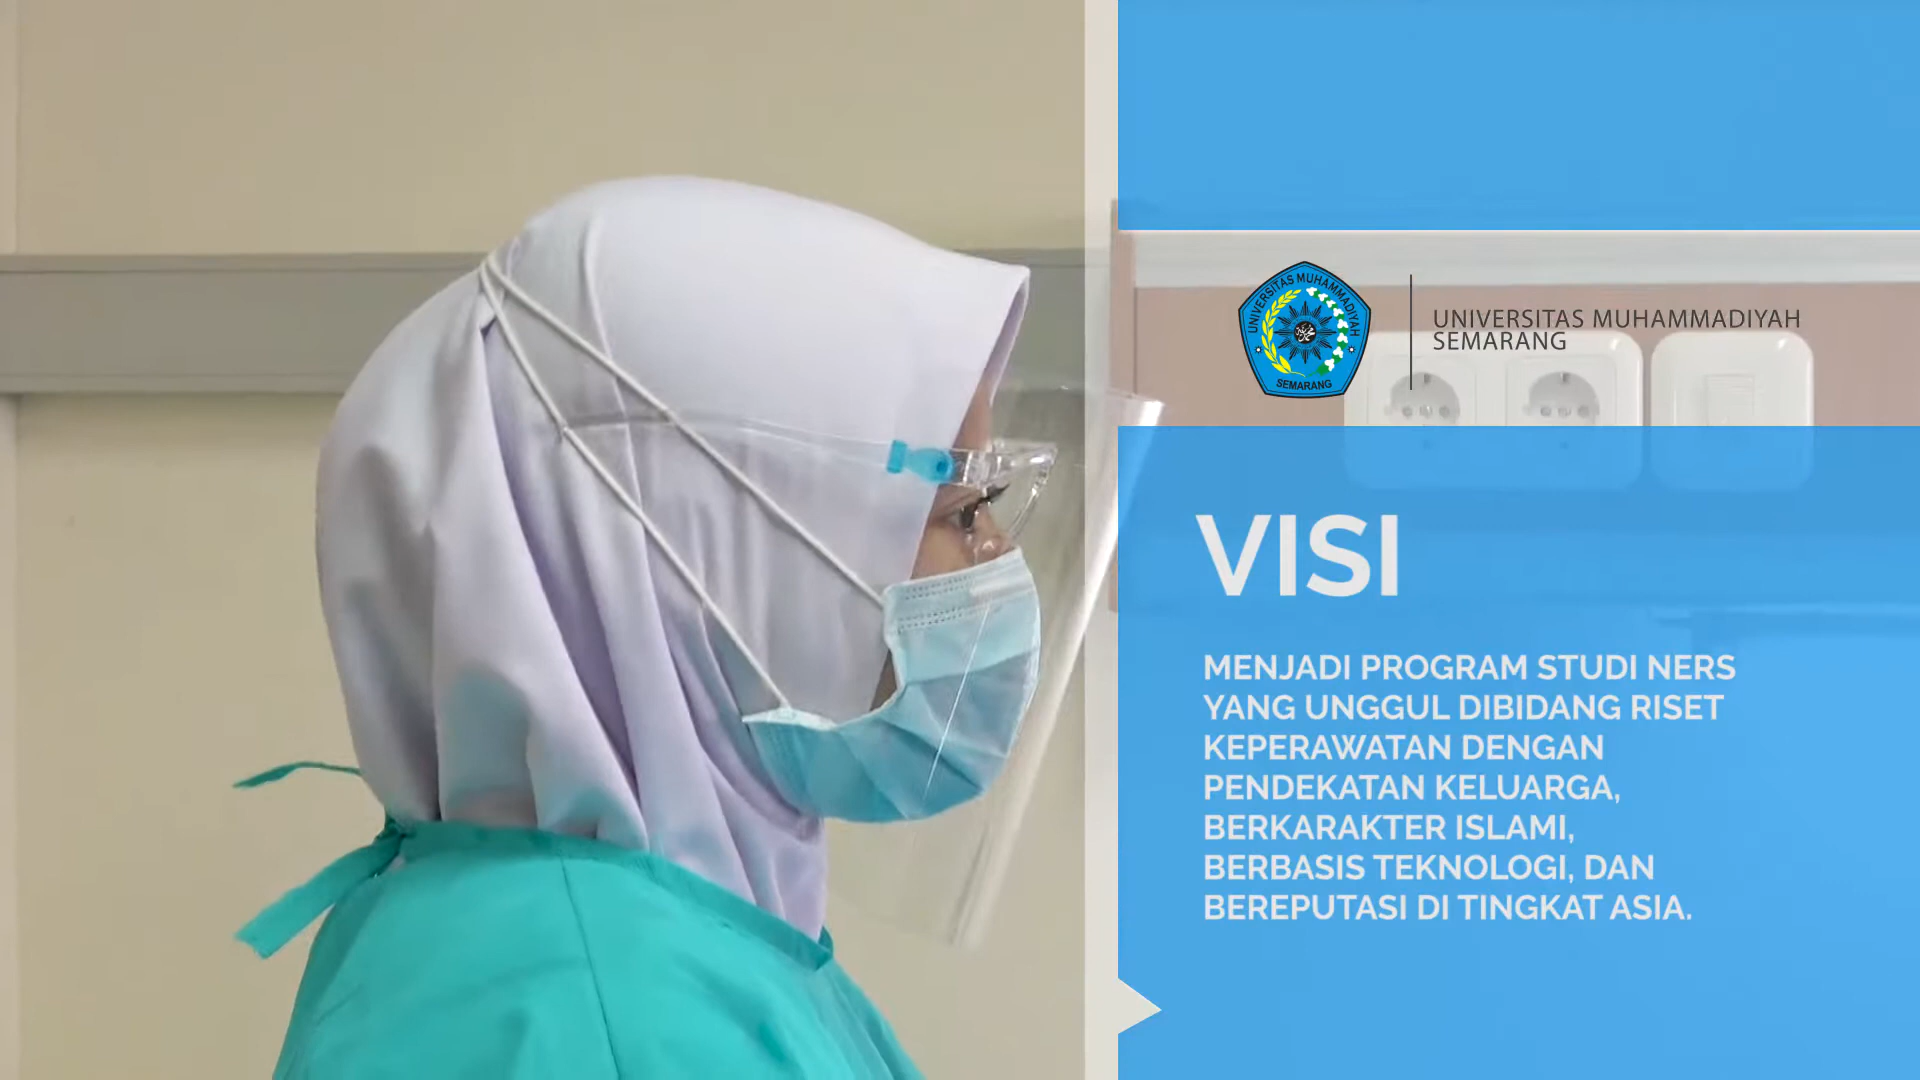 UNIVERSITAS MUHAMMADIYAH
SEMARANG
UNIVERSITAS MUHAMMADIYAH
SEMARANG
VISI
MENJADI PROGRAM STUDI NERS
YANG UNGGUL DIBIDANG RISET
KEPERAWATAN DENGAN
PENDEKATAN KELUARGA,
BERKARAKTER ISLAMI,
BERBASIS TEKNOLOGI, DAN
BEREPUTASI DI TINGKAT ASIA.